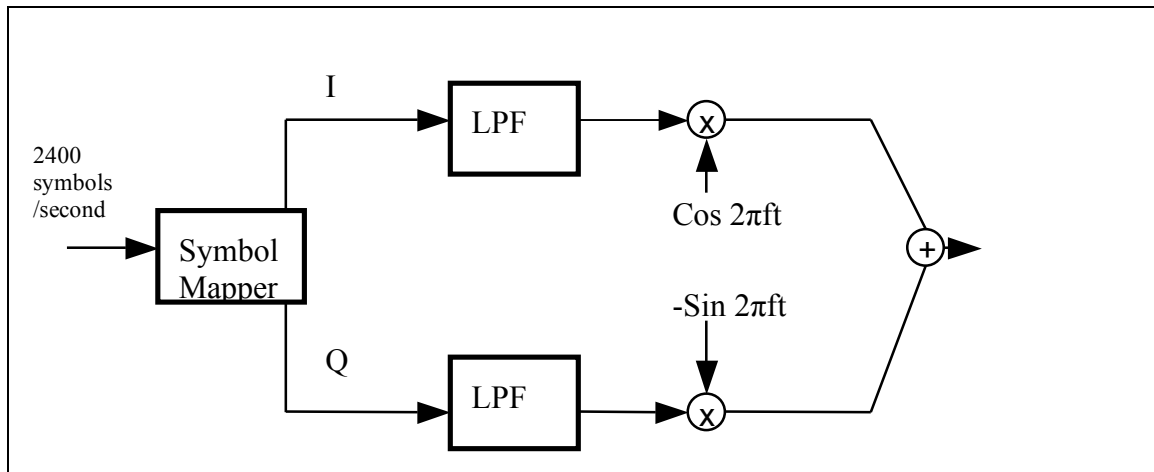 I
LPF
x
2400
symbols
/second
Cos 2πft
Symbol
Mapper
+
-Sin 2πft
Q
LPF
x